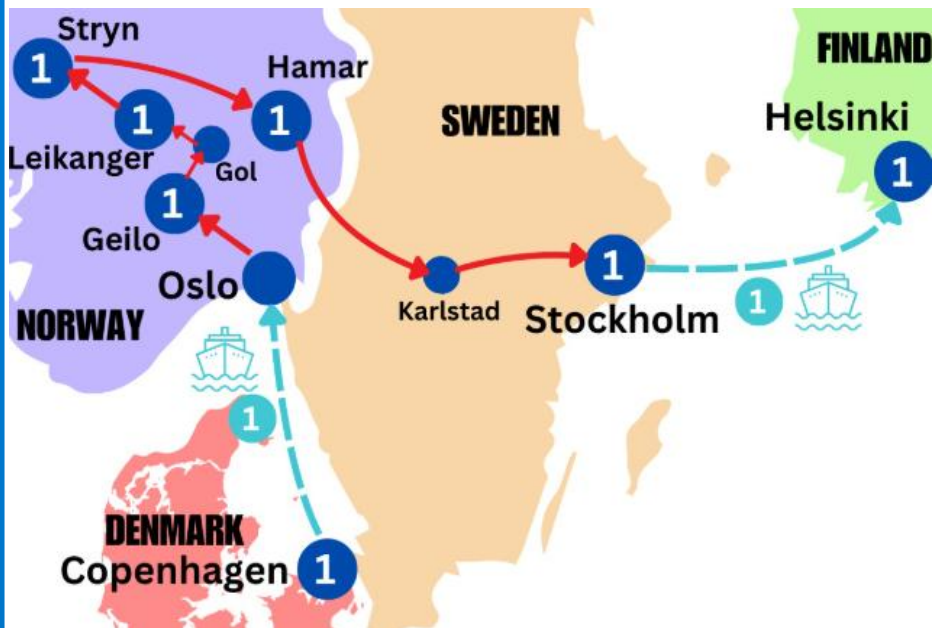 Stryn
1
Hamar
1
FINLAND
SWEDEN
Helsinki
1
Leikanger
1
Gol
1
Geilo
1
Oslo
Karlstad
1
Stockholm
1
NORWAY
1
DENMARK
Copenhagen
1